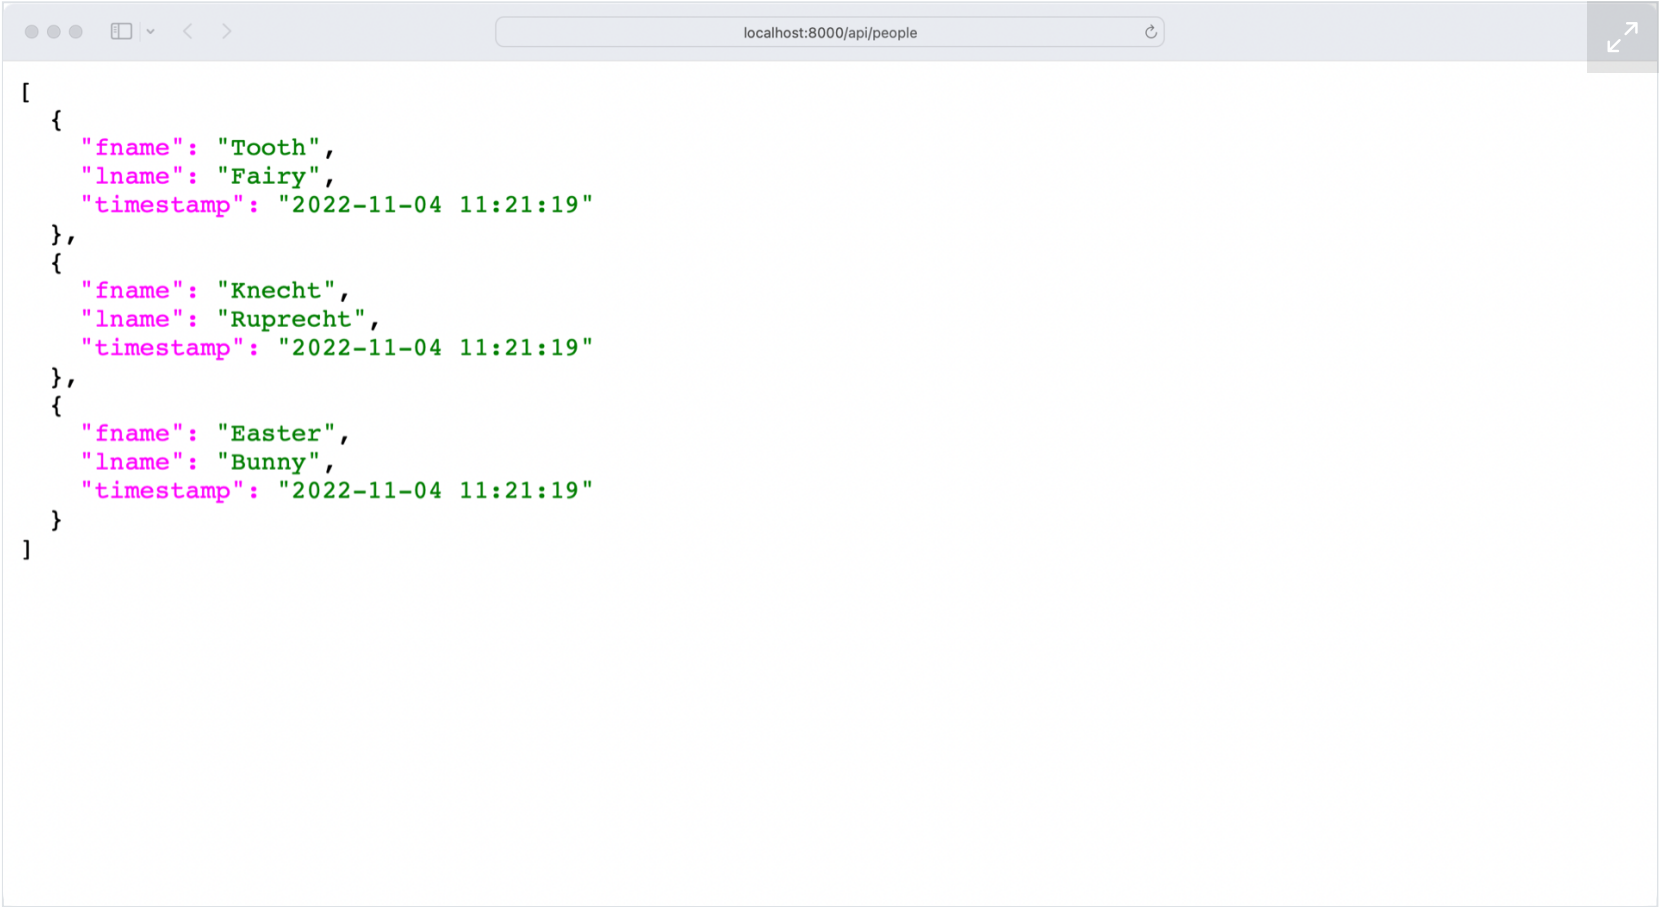 localhost:8000/api/people
[
  {
    "fname": "Tooth",
    "lname": "Fairy",
    "timestamp": "2022-11-04 11:21:19"
  },
  {
    "fname": "Knecht",
    "lname": "Ruprecht",
    "timestamp": "2022-11-04 11:21:19"
  },
  {
    "fname": "Easter",
    "lname": "Bunny",
    "timestamp": "2022-11-04 11:21:19"
  }
]